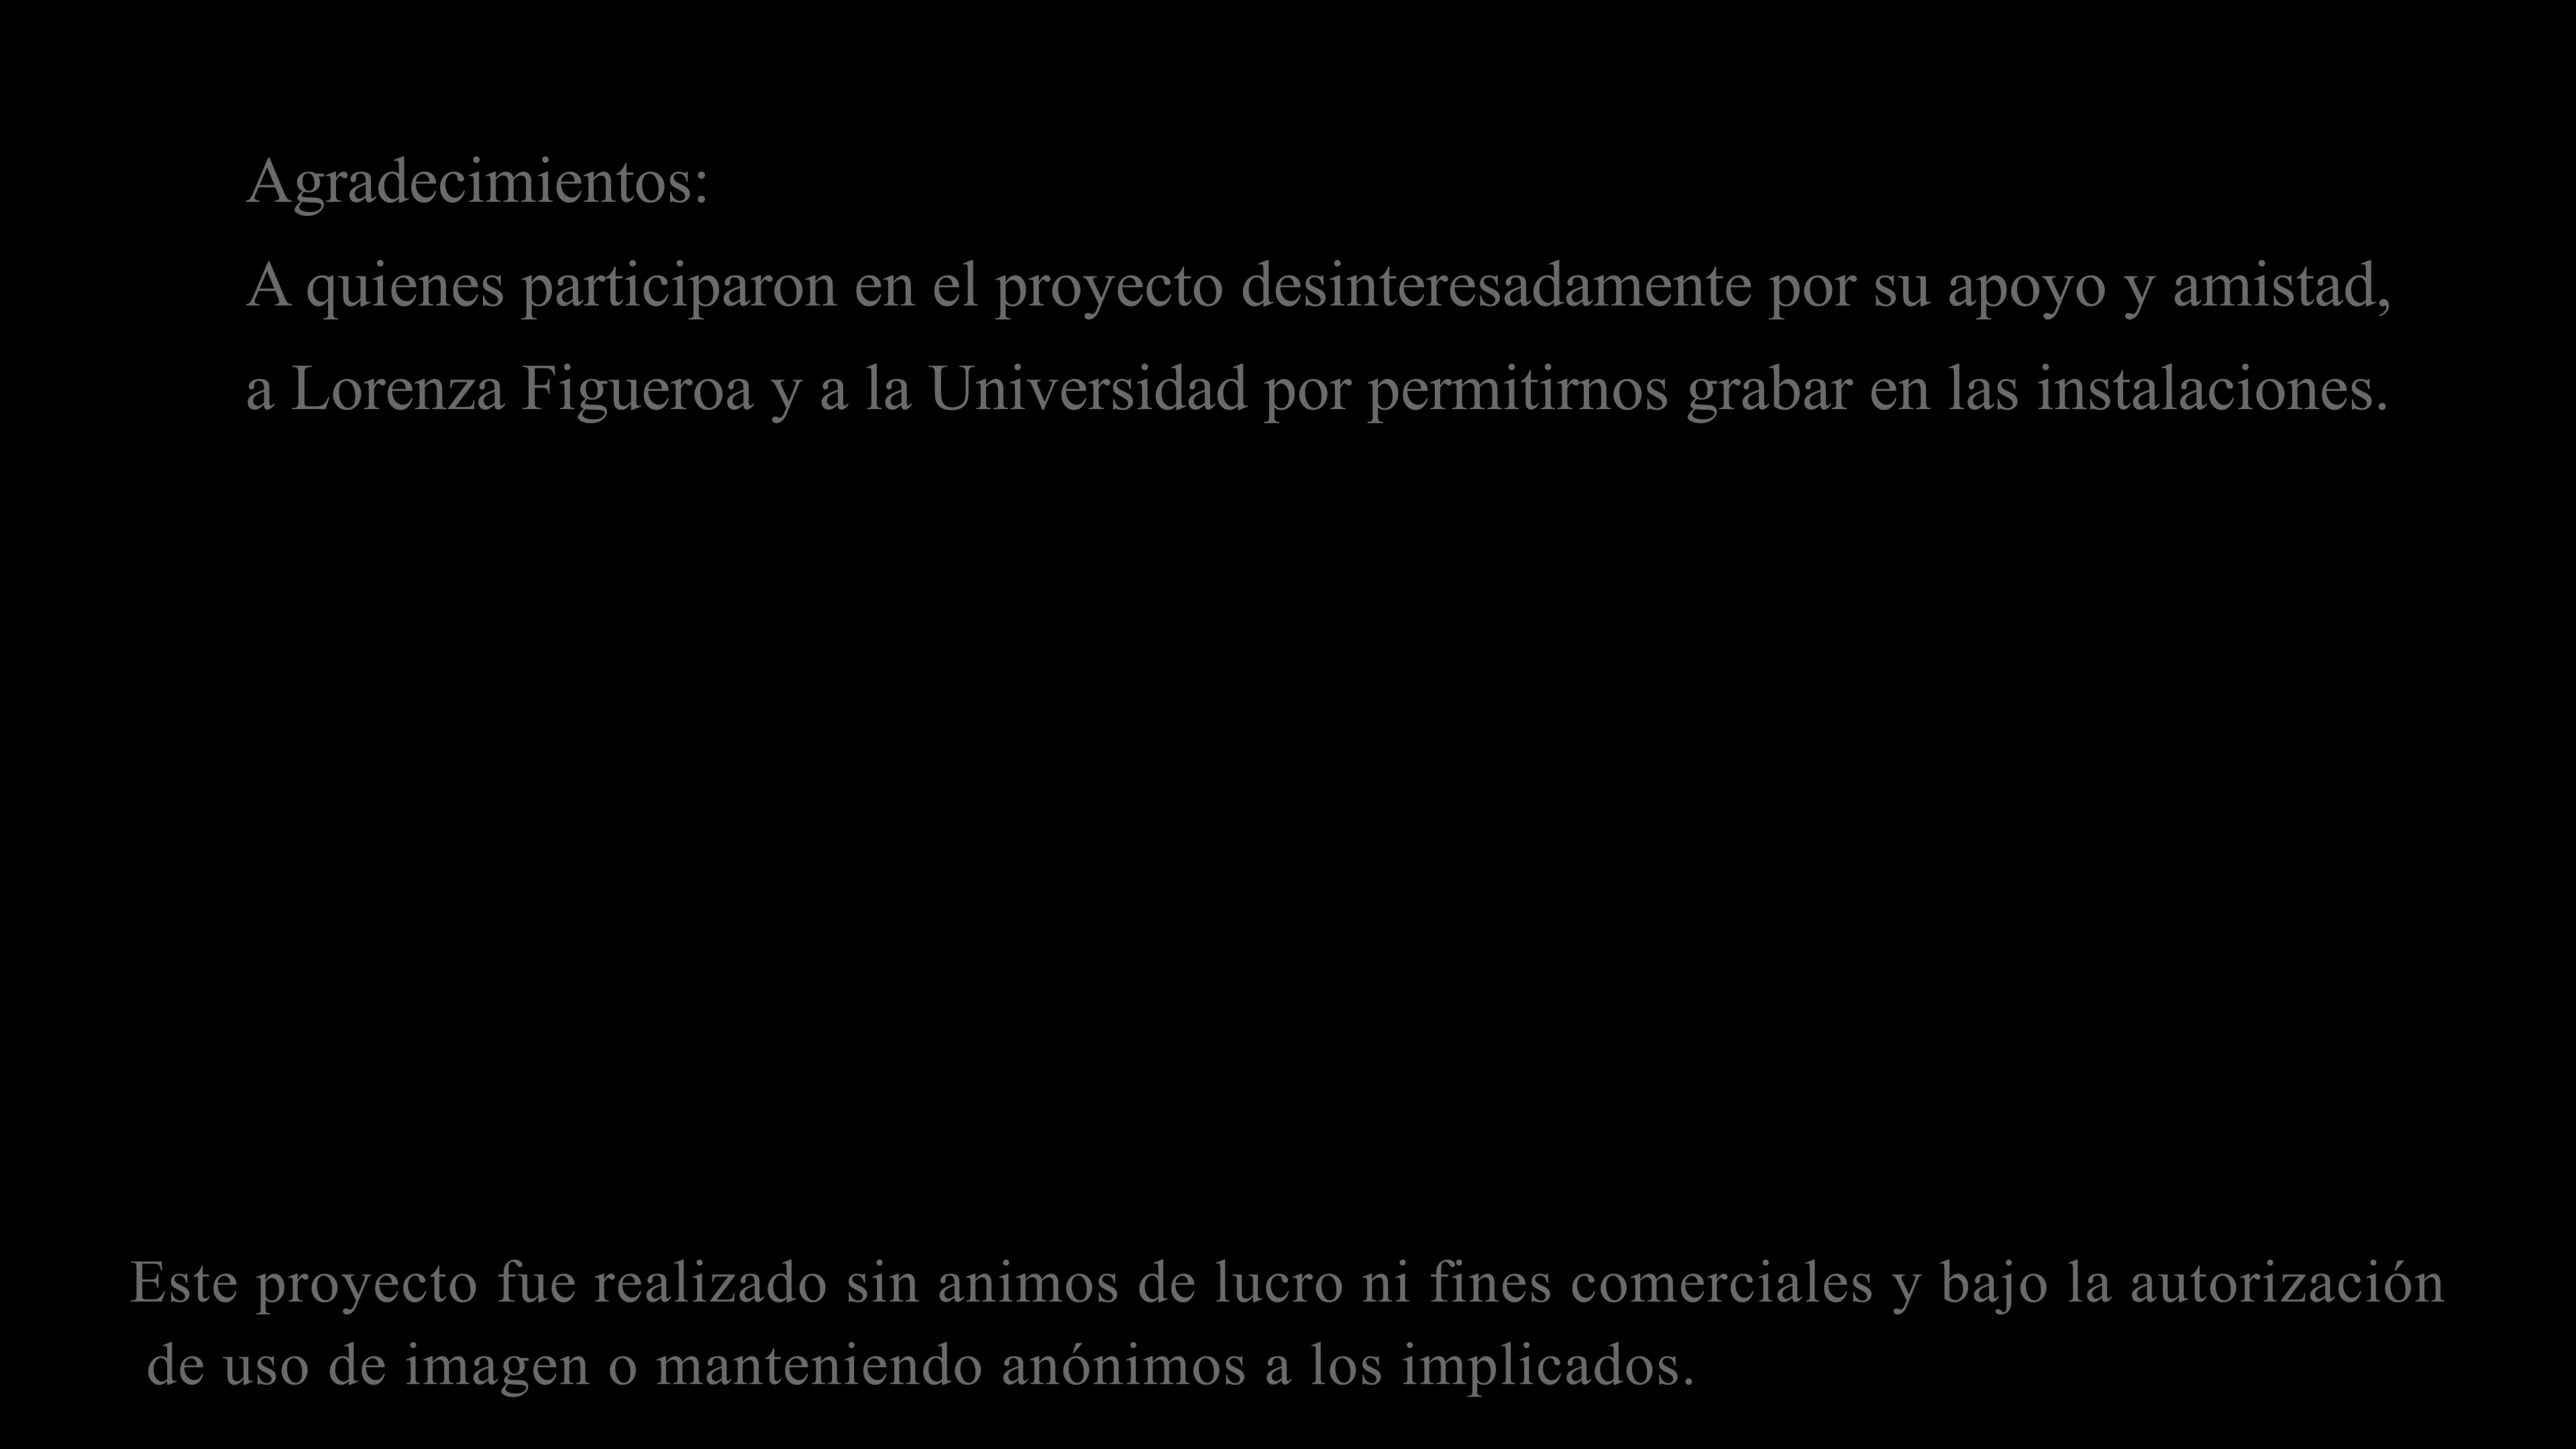 Agradecimientos:
A quienes participaron en el proyecto desinteresadamente por su apoyo y amistad,
a Lorenza Figueroa y a la Universidad por permitirnos grabar en las instalaciones.
Este proyecto fue realizado sin animos de lucro ni fines comerciales y bajo la autorización
de uso de imagen o manteniendo anónimos a los implicados.